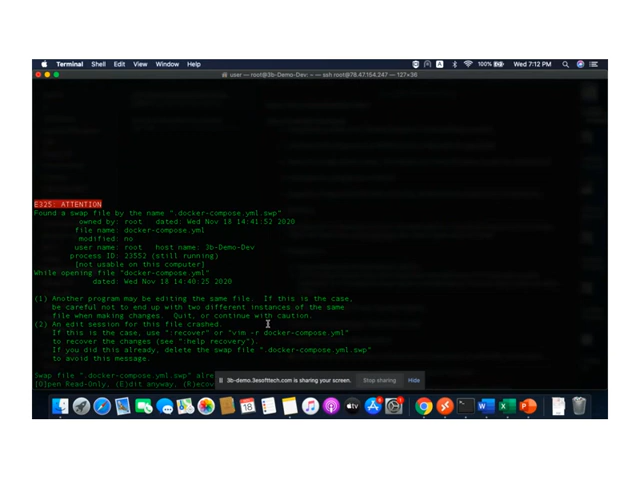 Terminal Shell Edit View Window Help 100% Wed 7:12 PM
user — root@3b-Demo-Dev: ~ — ssh root@78.47.154.247 — 127×36
E325: ATTENTION
Found a swap file by the name ".docker-compose.yml.swp"
owned by: root dated: Wed Nov 18 14:41:52 2020
file name: docker-compose.yml
modified: no
user name: root host name: 3b-Demo-Dev
process ID: 23552 (still running)
[not usable on this computer]
While opening file "docker-compose.yml"
dated: Wed Nov 18 14:40:25 2020
(1) Another program may be editing the same file. If this is the case,
be careful not to end up with two different instances of the same
file when making changes. Quit, or continue with caution.
(2) An edit session for this file crashed.
If this is the case, use ":recover" or "vim -r docker-compose.yml"
to recover the changes (see ":help recovery").
If you did this already, delete the swap file ".docker-compose.yml.swp"
to avoid this message.
Swap file ".docker-compose.yml.swp" alre
[O]pen Read-Only, (E)dit anyway, (R)ecov
3b-demo.3esofttech.com is sharing your screen. Stop sharing Hide
18
tv